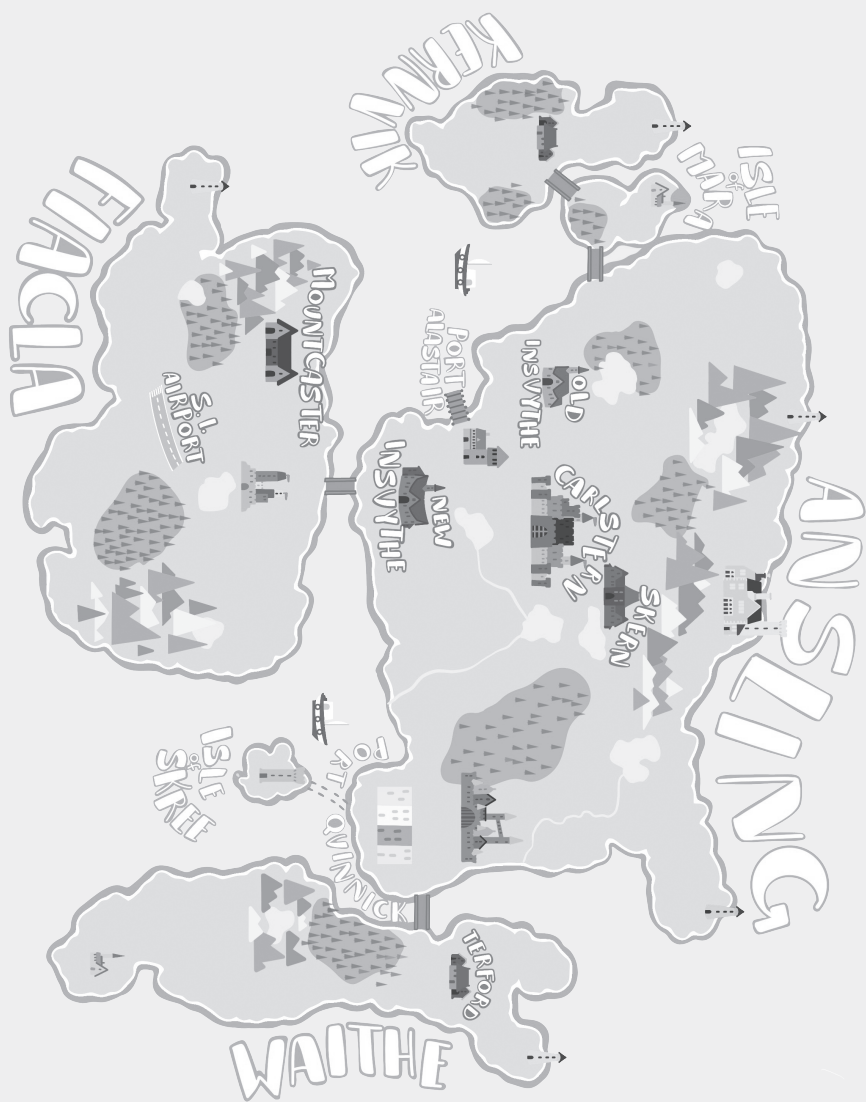 KERNVIK
ISLE
OF
MARA
FIACLA
MOUNTCASTER
S.I.
AIRPORT
PORT
ALASTAIR
OLD
INSVYTHE
NEW
INSVYTHE
CARLSTERN
SKERN
ANSLING
ISLE
OF
SKREE
PORT QUINNICK
TERFORD
WAITHE